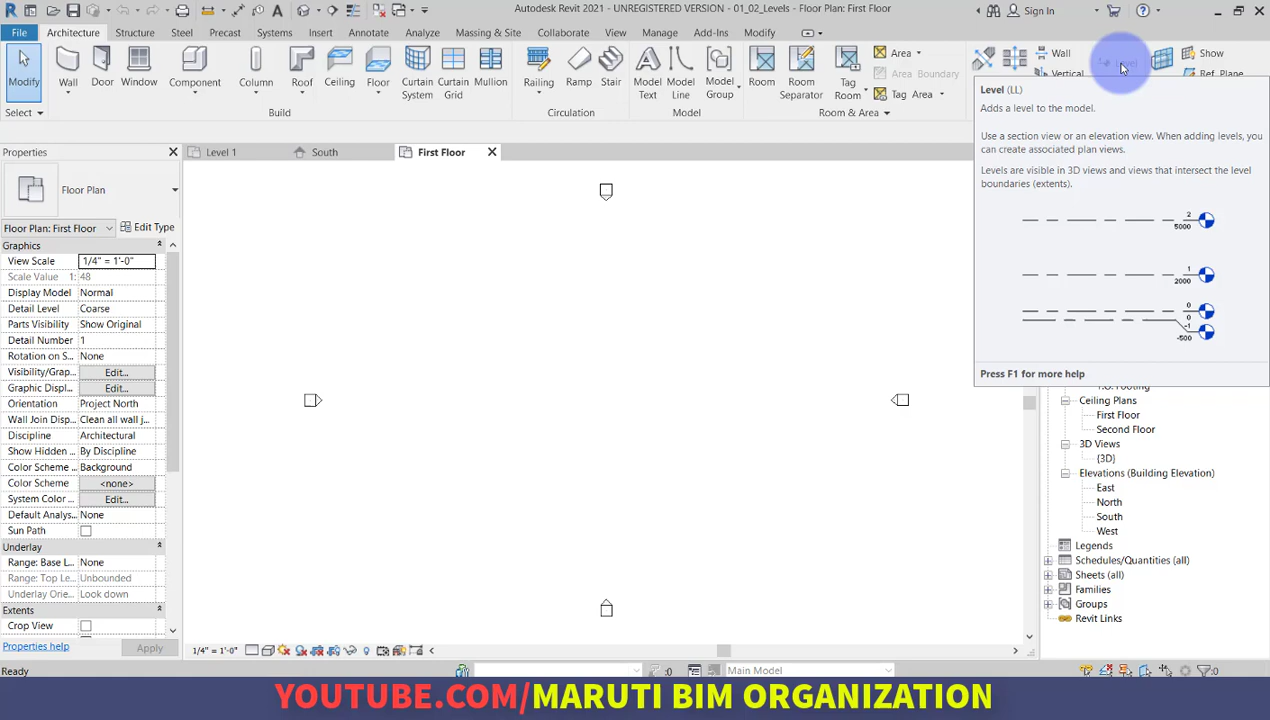 Autodesk Revit 2021 - UNREGISTERED VERSION - 01_02_Levels - Floor Plan: First Floor
Sign In
File Architecture Structure Steel Precast Systems Insert Annotate Analyze Massing & Site Collaborate View Manage Add-Ins Modify
Modify Wall Door Window Component Column Roof Ceiling Floor Curtain System Curtain Grid Mullion Railing Ramp Stair Model Text Model Line Model Group Room Room Separator Tag Room
Area
Area Boundary
Tag Area
Wall
Vertical
Level
Show
Ref Plane
Select Build Circulation Model Room & Area
Level (LL)
Adds a level to the model.
Use a section view or an elevation view. When adding levels, you
can create associated plan views.
Levels are visible in 3D views and views that intersect the level
boundaries (extents).
2
5000
1
2000
0
0
-1
-500
Press F1 for more help
Properties
Level 1 South First Floor
Floor Plan
Floor Plan: First Floor Edit Type
Graphics
View Scale 1/4" = 1'-0"
Scale Value 1: 48
Display Model Normal
Detail Level Coarse
Parts Visibility Show Original
Detail Number 1
Rotation on S... None
Visibility/Grap... Edit...
Graphic Displ... Edit...
Orientation Project North
Wall Join Disp... Clean all wall j...
Discipline Architectural
Show Hidden ... By Discipline
Color Scheme ... Background
Color Scheme <none>
System Color ... Edit...
Default Analys... None
Sun Path
Underlay
Range: Base L... None
Range: Top Le... Unbounded
Underlay Orie... Look down
Extents
Crop View
Properties help Apply
T.O. Footing
Ceiling Plans
First Floor
Second Floor
3D Views
{3D}
Elevations (Building Elevation)
East
North
South
West
Legends
Schedules/Quantities (all)
Sheets (all)
Families
Groups
Revit Links
1/4" = 1'-0"
Ready
:0
Main Model
:0
YOUTUBE.COM/MARUTI BIM ORGANIZATION